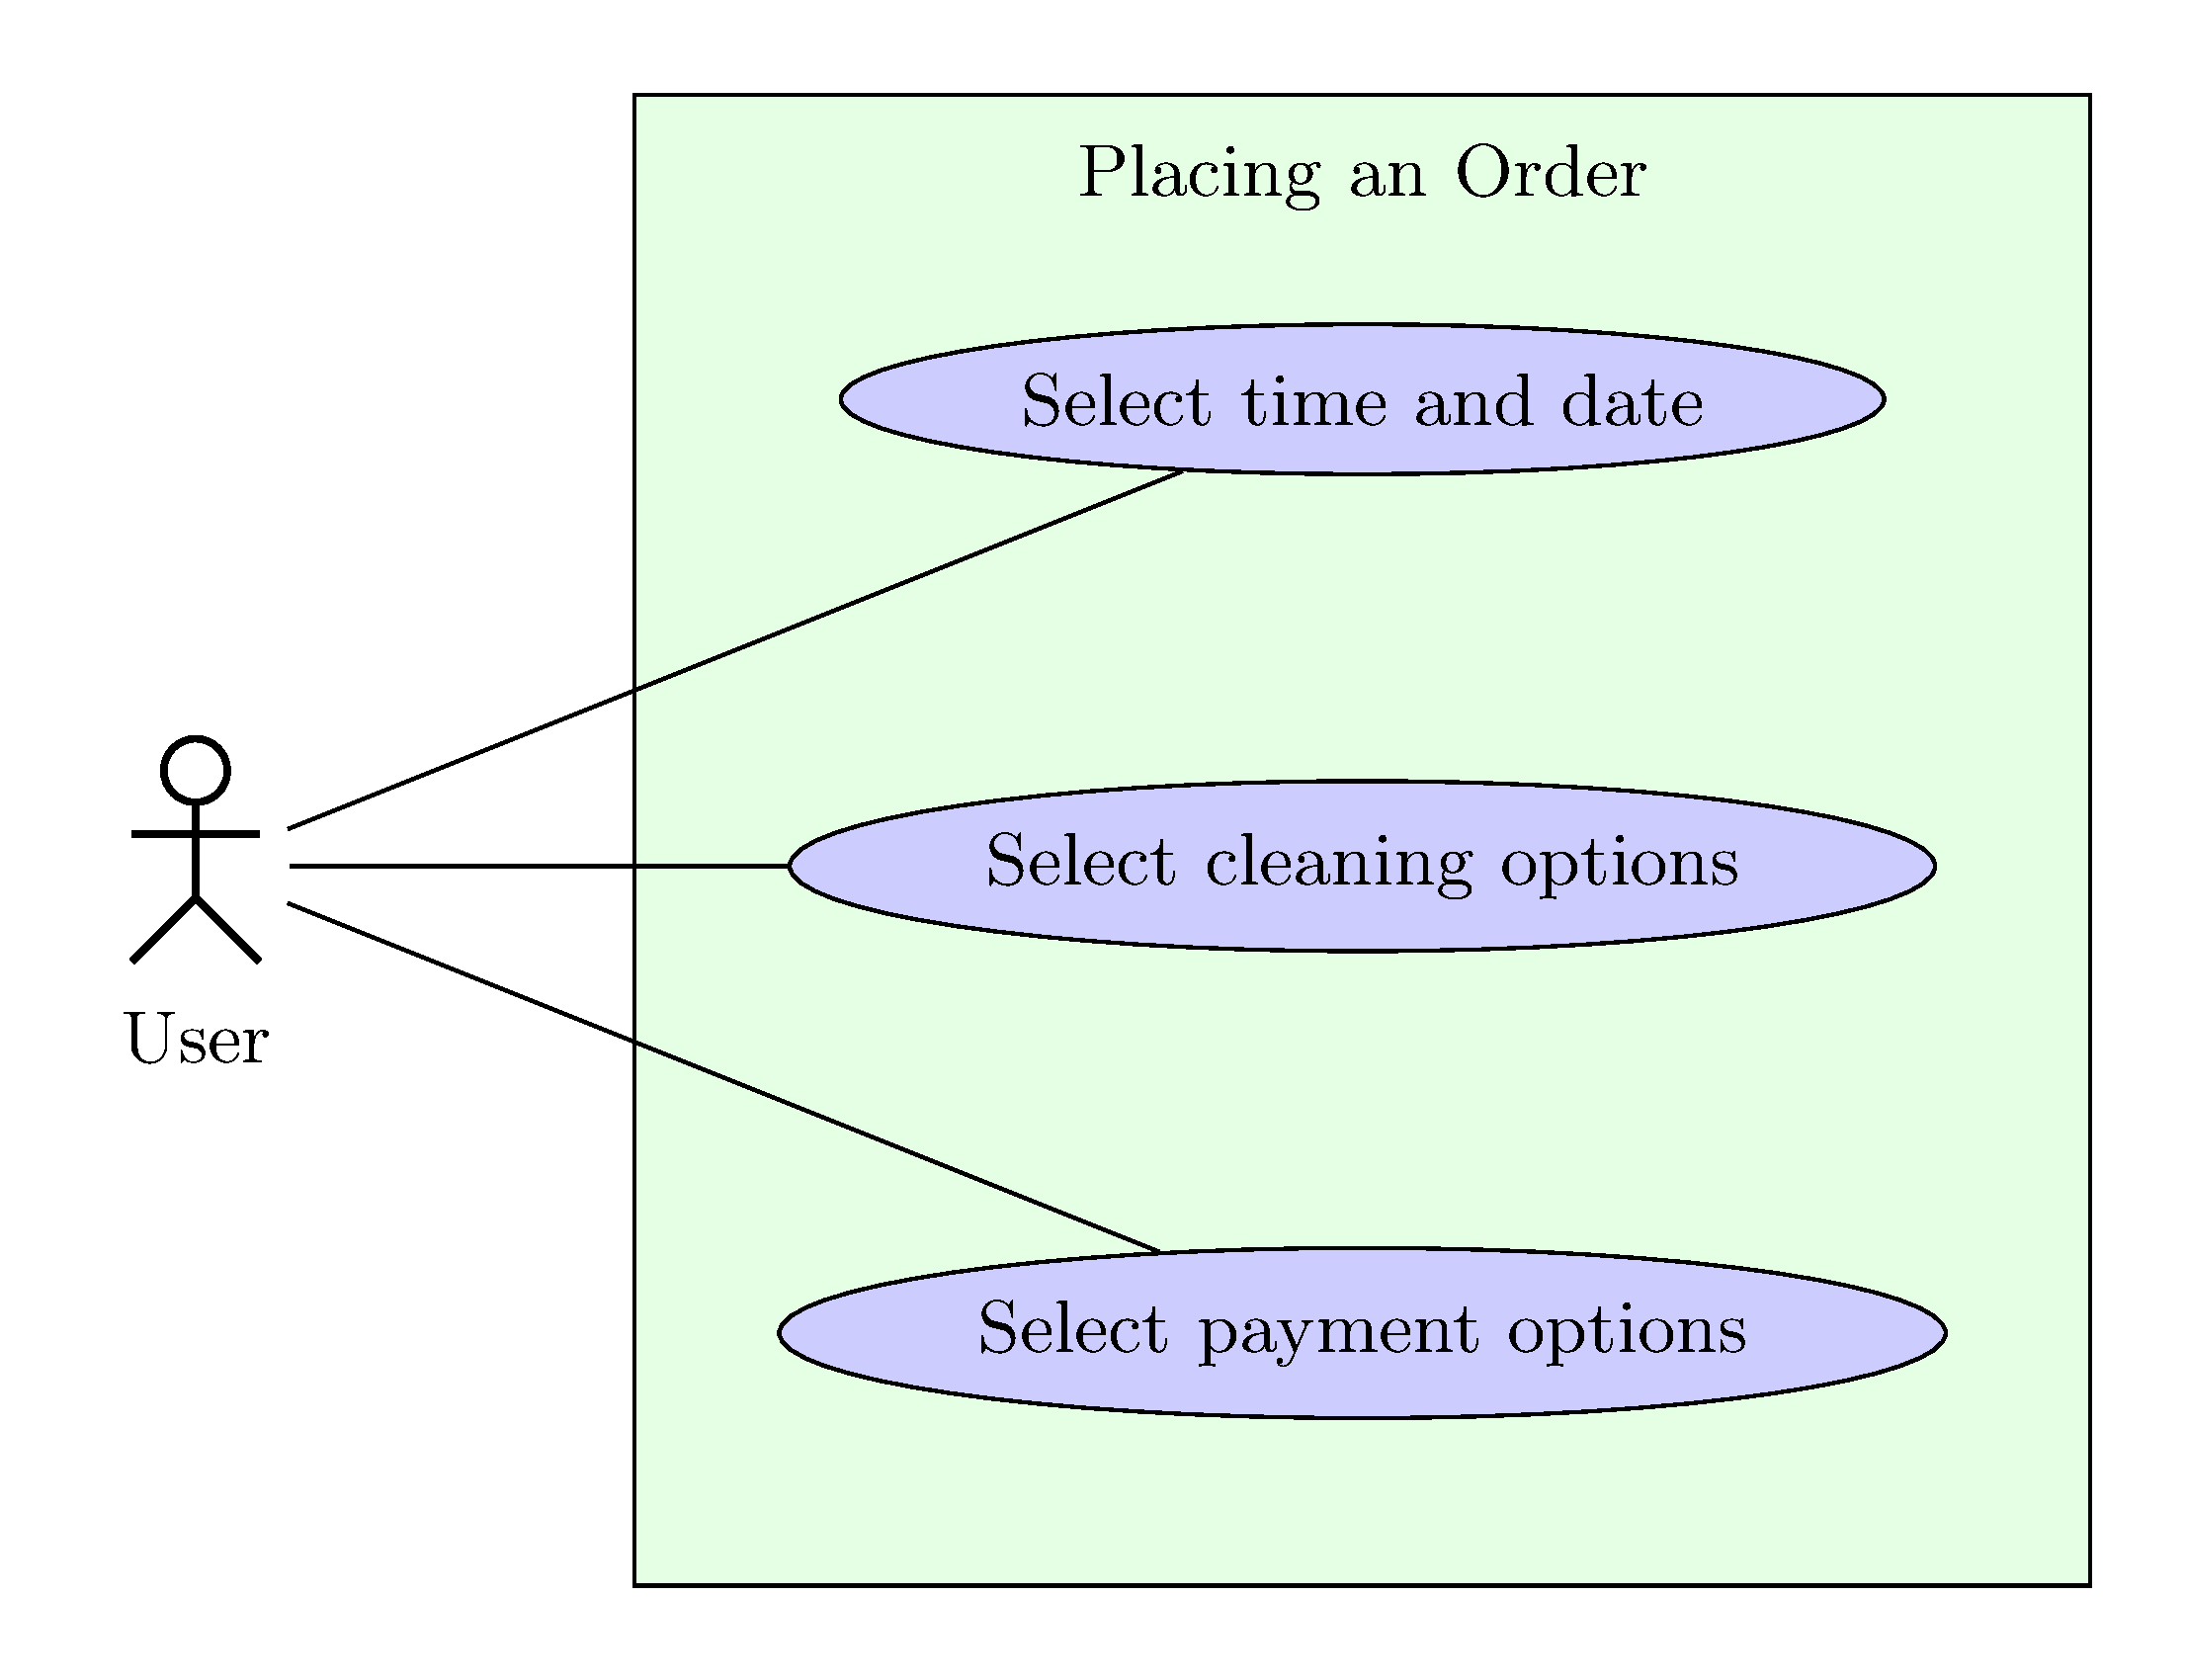 Placing an Order
Select time and date
Select cleaning options
User
Select payment options